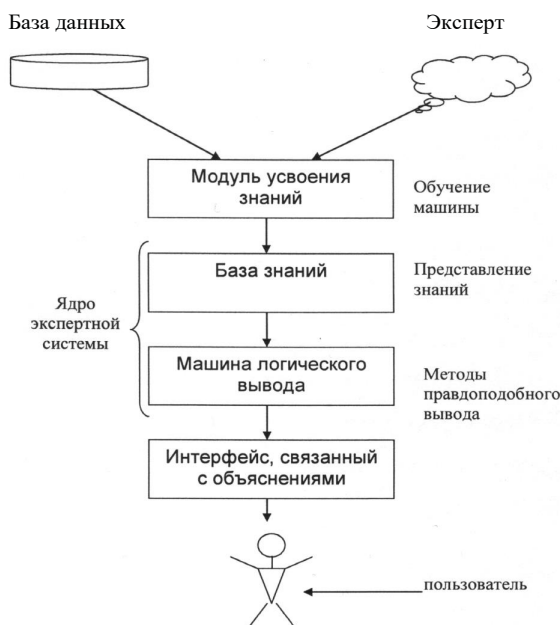 База данных
Эксперт
Модуль усвоения
знаний
Обучение
машины
База знаний
Представление
знаний
Ядро
экспертной
системы
Машина логического
вывода
Методы
правдоподобного
вывода
Интерфейс, связанный
с объяснениями
пользователь